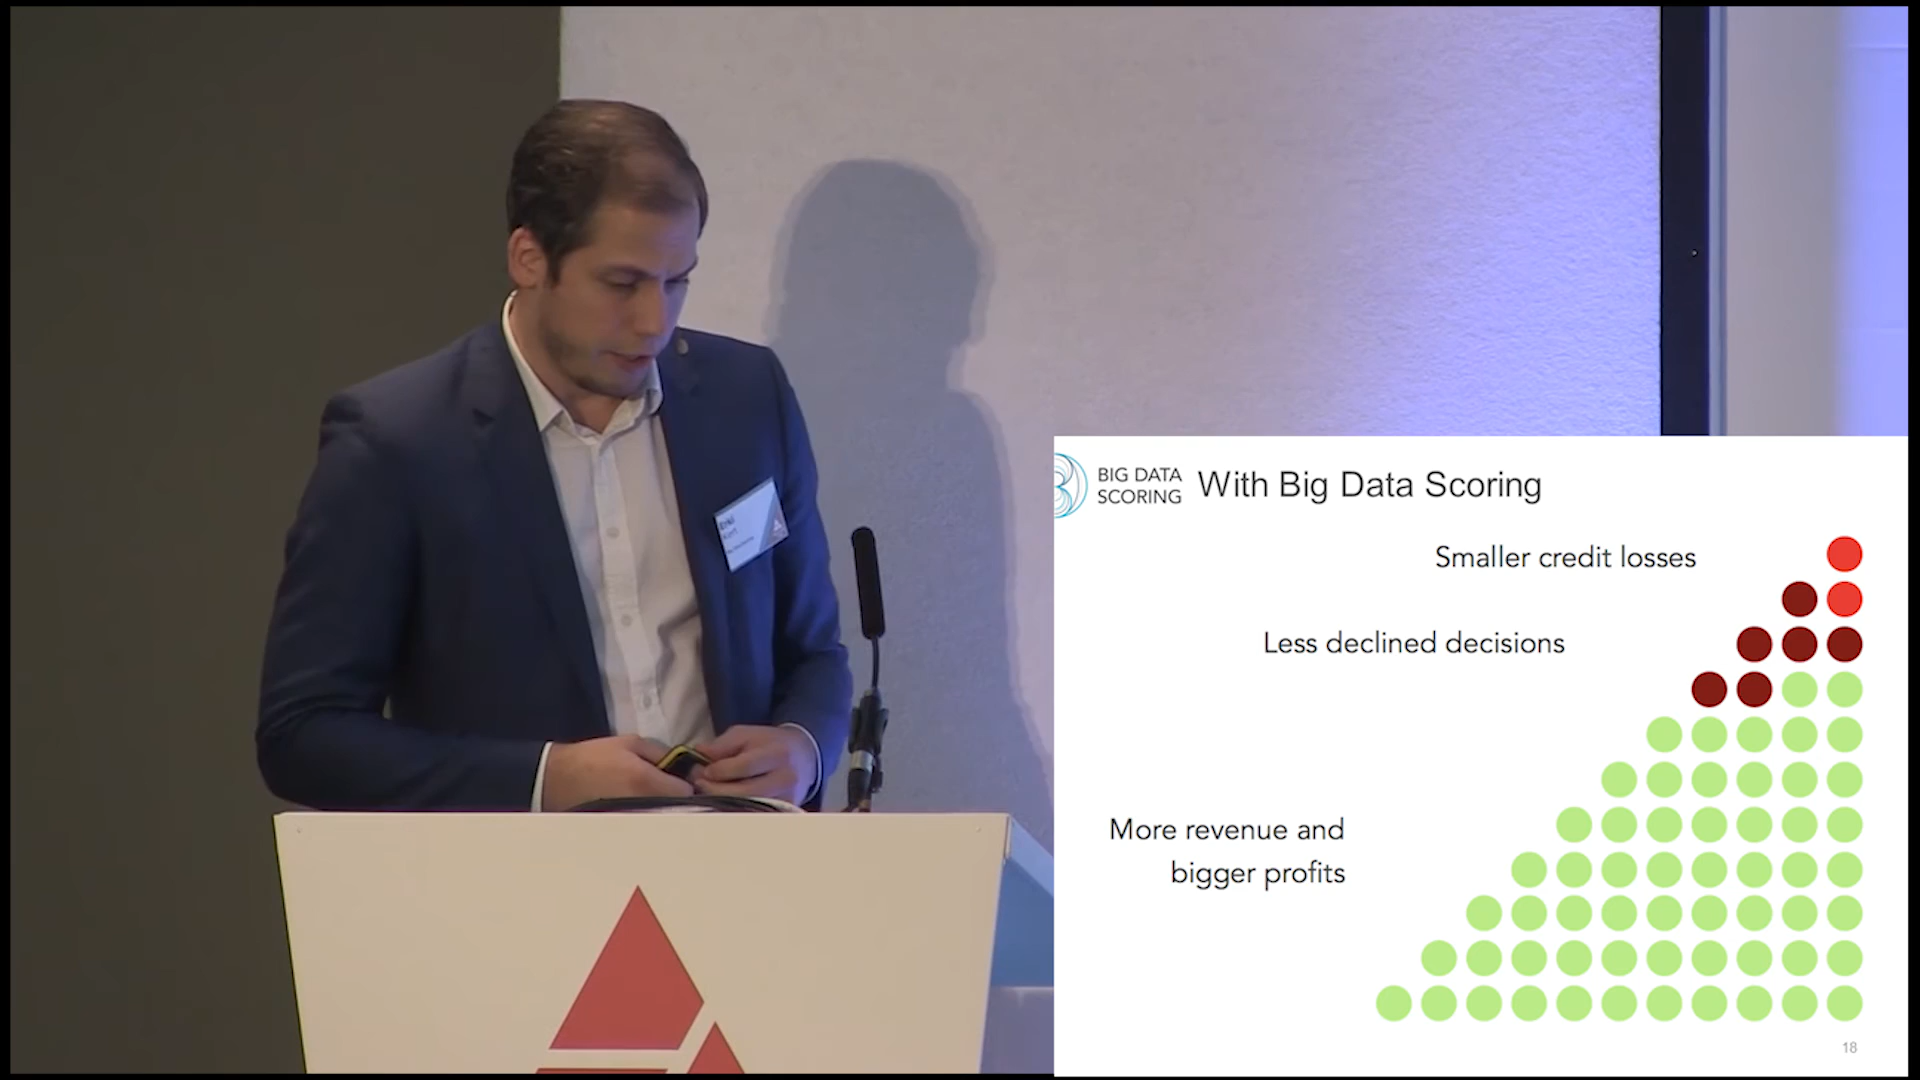 BIG DATA
SCORING
With Big Data Scoring
Smaller credit losses
Less declined decisions
More revenue and
bigger profits
18